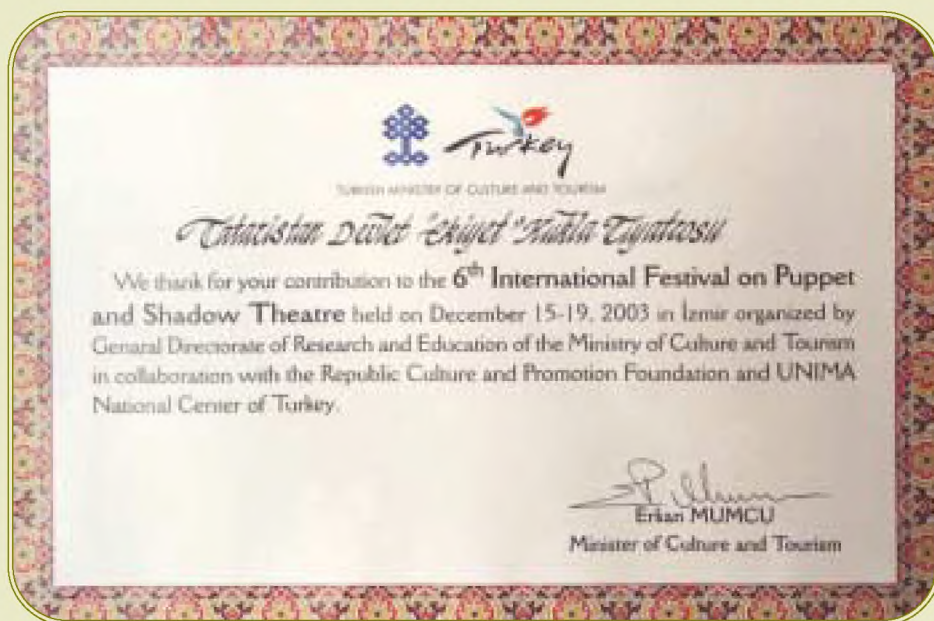 Turkey
TURKISH MINISTRY OF CULTURE AND TOURISM
Tataristan Devlet "Ekiyet" Kukla Tiyatrosu
We thank for your contribution to the 6th International Festival on Puppet
and Shadow Theatre held on December 15-19, 2003 in İzmir organized by
General Directorate of Research and Education of the Ministry of Culture and Tourism
in collaboration with the Republic Culture and Promotion Foundation and UNIMA
National Center of Turkey.
Erkan MUMCU
Minister of Culture and Tourism